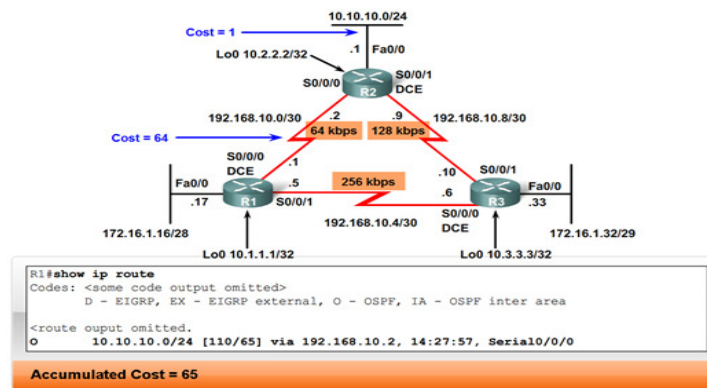 10.10.10.0/24
Cost = 1
.1
Fa0/0
Lo0 10.2.2.2/32
S0/0/0
S0/0/1
DCE
R2
192.168.10.0/30
.2
.9
192.168.10.8/30
64 kbps
128 kbps
Cost = 64
S0/0/0
DCE
.1
.10
S0/0/1
Fa0/0
.17
R1
.5
S0/0/1
256 kbps
.6
R3
Fa0/0
.33
192.168.10.4/30
S0/0/0
DCE
172.16.1.16/28
172.16.1.32/29
Lo0 10.1.1.1/32
Lo0 10.3.3.3/32
R1#show ip route
Codes: <some code output omitted>
D - EIGRP, EX - EIGRP external, O - OSPF, IA - OSPF inter area
<route ouput omitted.
O 10.10.10.0/24 [110/65] via 192.168.10.2, 14:27:57, Serial0/0/0
Accumulated Cost = 65